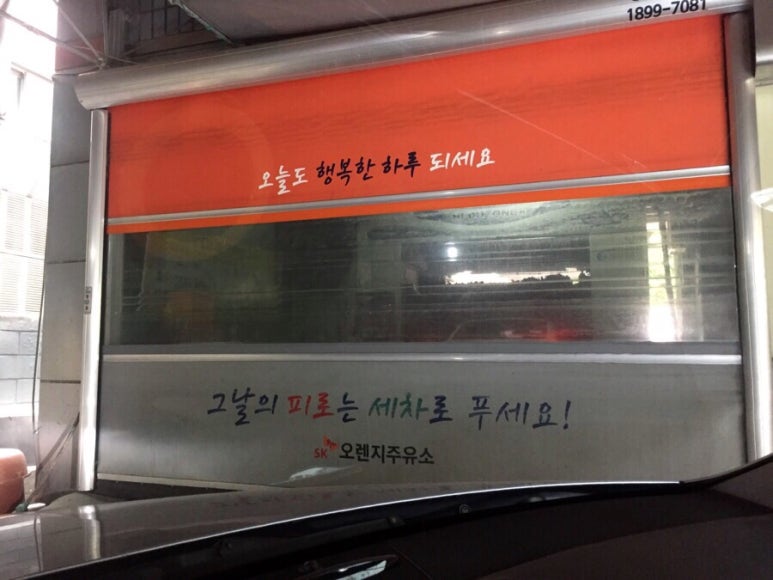 1899-7081
오늘도 행복한 하루 되세요
그날의 피로는 세차로 푸세요!
SK 오렌지주유소